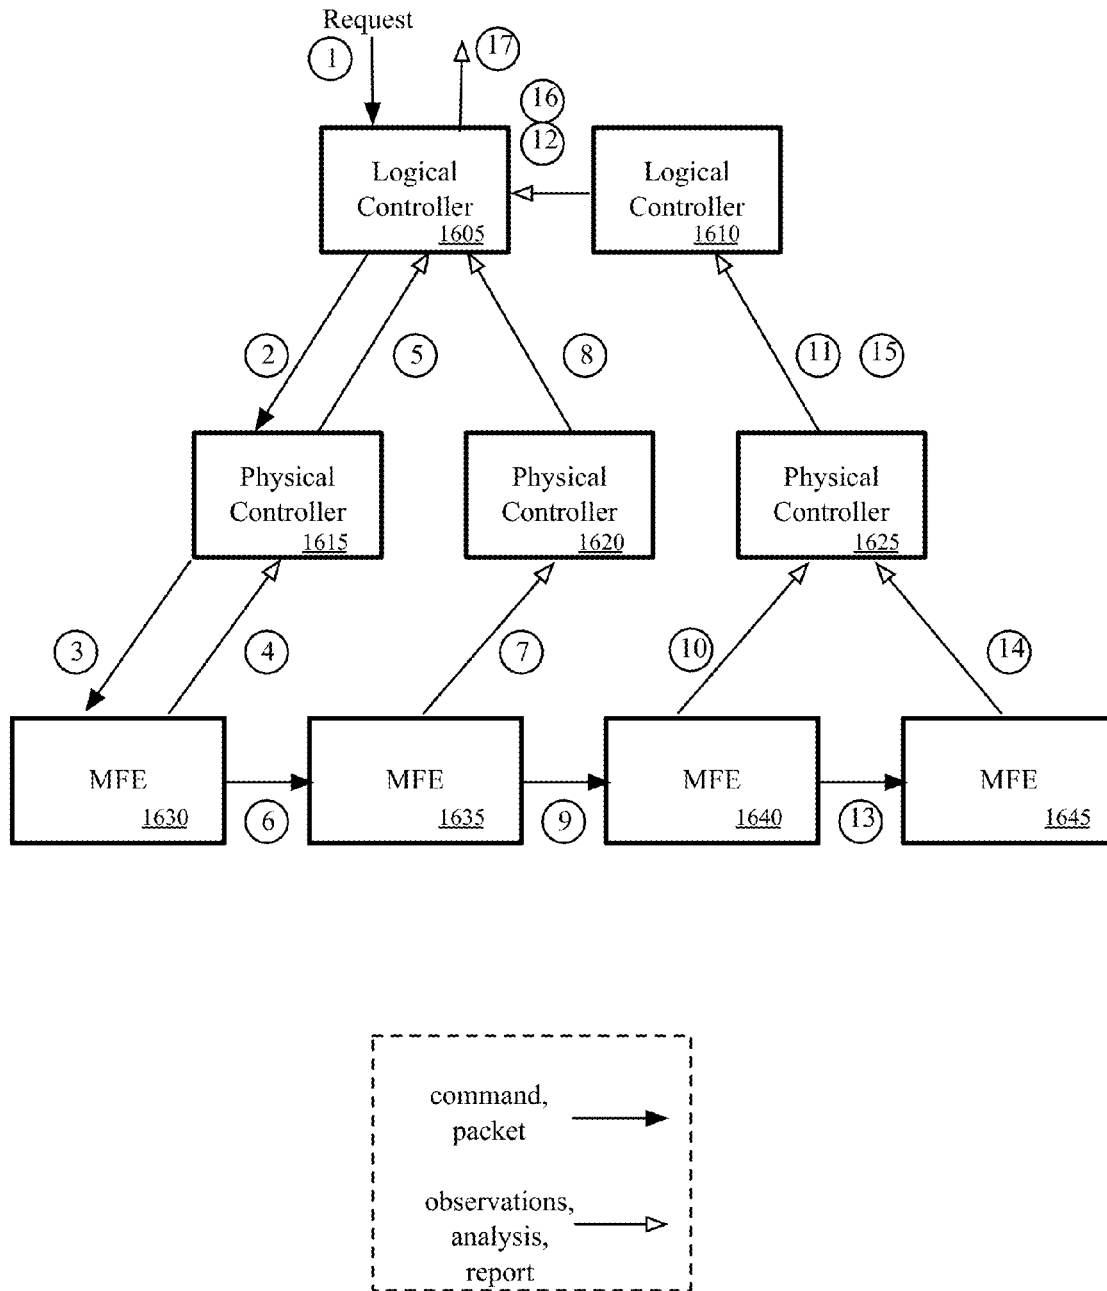 Request
1
17
16
12
Logical
Controller
1605
Logical
Controller
1610
2
5
8
11
15
Physical
Controller
1615
Physical
Controller
1620
Physical
Controller
1625
3
4
7
10
14
MFE
1630
MFE
1635
MFE
1640
MFE
1645
6
9
13
command,
packet
observations,
analysis,
report